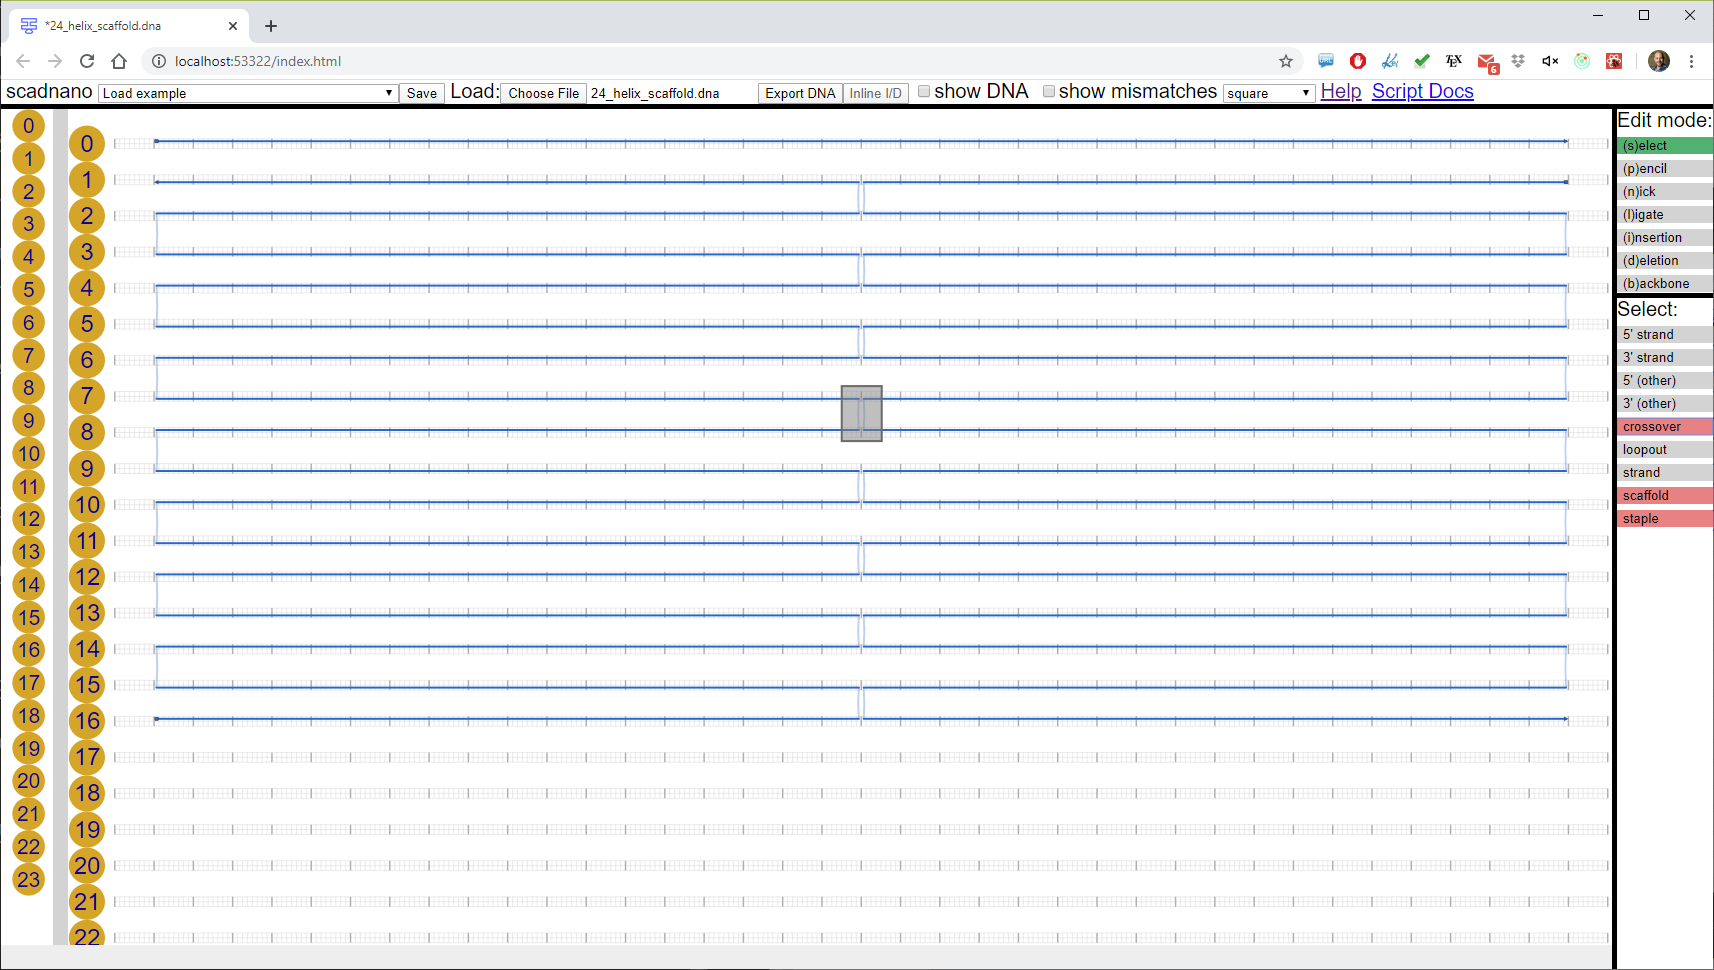 *24_helix_scaffold.dna
localhost:53322/index.html
6
scadnano Load example Save Load: Choose File 24_helix_scaffold.dna Export DNA Inline I/D show DNA show mismatches square Help Script Docs
0
1
2
3
4
5
6
7
8
9
10
11
12
13
14
15
16
17
18
19
20
21
22
23
0
1
2
3
4
5
6
7
8
9
10
11
12
13
14
15
16
17
18
19
20
21
22
Edit mode:
(s)elect
(p)encil
(n)ick
(l)igate
(i)nsertion
(d)eletion
(b)ackbone
Select:
5' strand
3' strand
5' (other)
3' (other)
crossover
loopout
strand
scaffold
staple